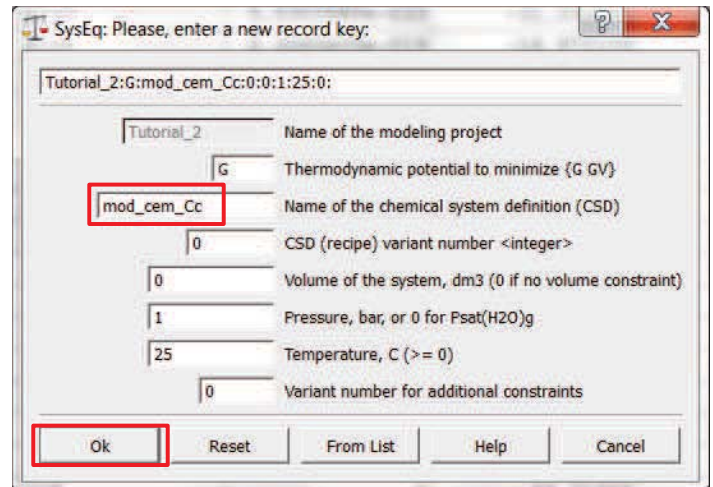 SysEq: Please, enter a new record key:
Tutorial_2:G:mod_cem_Cc:0:0:1:25:0:
Tutorial_2 Name of the modeling project
G Thermodynamic potential to minimize {G GV}
mod_cem_Cc Name of the chemical system definition (CSD)
0 CSD (recipe) variant number <integer>
0 Volume of the system, dm3 (0 if no volume constraint)
1 Pressure, bar, or 0 for Psat(H2O)g
25 Temperature, C (>= 0)
0 Variant number for additional constraints
Ok Reset From List Help Cancel